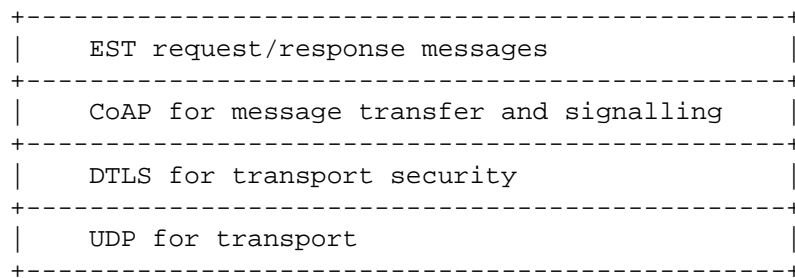 +------------------------------------------------+
|    EST request/response messages               |
+------------------------------------------------+
|    CoAP for message transfer and signalling    |
+------------------------------------------------+
|    DTLS for transport security                 |
+------------------------------------------------+
|    UDP for transport                           |
+------------------------------------------------+